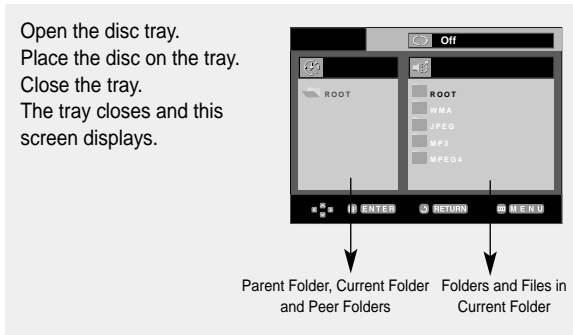 Open the disc tray.
Place the disc on the tray.
Close the tray.
The tray closes and this
screen displays.
Off
ROOT
ROOT
WMA
JPEG
MP3
MPEG4
ENTER RETURN MENU
Parent Folder, Current Folder
and Peer Folders
Folders and Files in
Current Folder